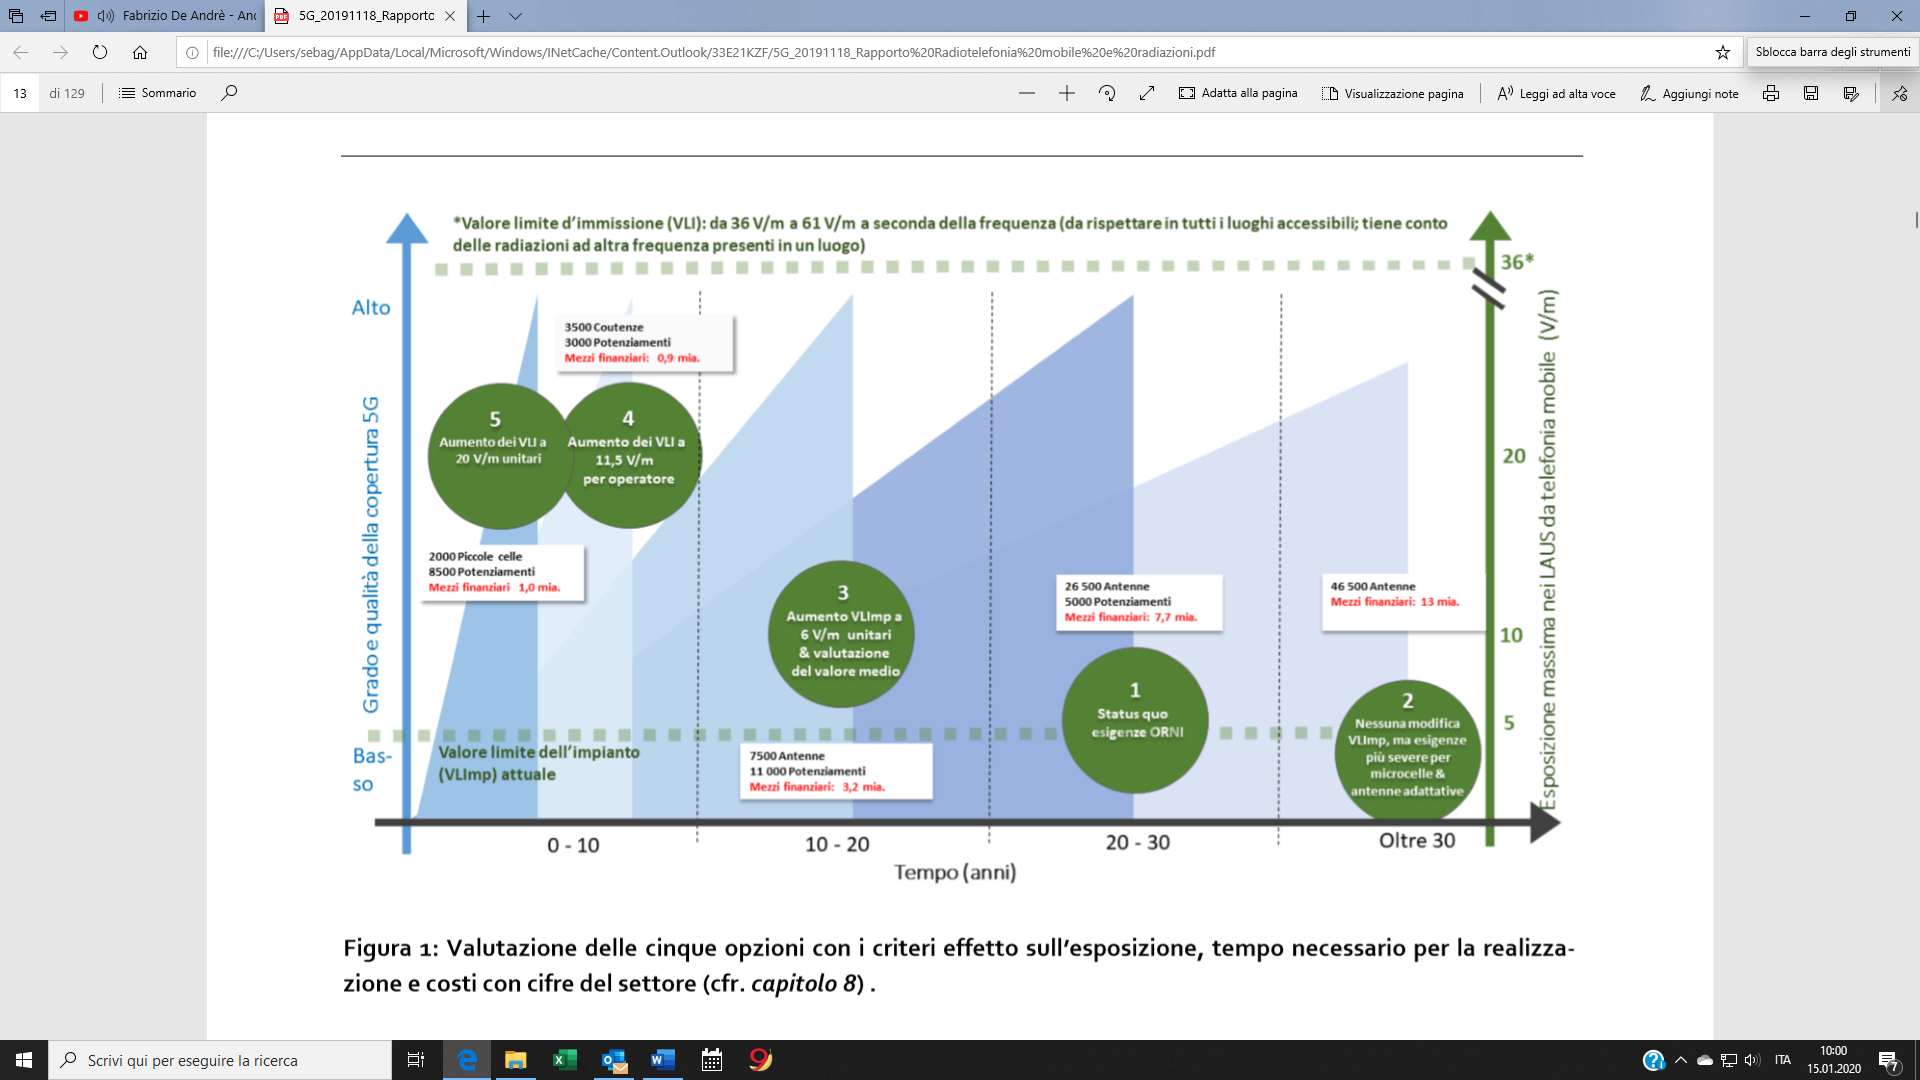 Fabrizio De Andrè - And
5G_20191118_Rapporto
file:///C:/Users/sebag/AppData/Local/Microsoft/Windows/INetCache/Content.Outlook/33E21KZF/5G_20191118_Rapporto%20Radiotelefonia%20mobile%20e%20radiazioni.pdf
Sblocca barra degli strumenti
13 di 129
Sommario
Adatta alla pagina
Visualizzazione pagina
Leggi ad alta voce
Aggiungi note
*Valore limite d'immissione (VLI): da 36 V/m a 61 V/m a seconda della frequenza (da rispettare in tutti i luoghi accessibili; tiene conto
delle radiazioni ad altra frequenza presenti in un luogo)
36*
Alto
3500 Coutenze
3000 Potenziamenti
Mezzi finanziari: 0,9 mia.
5
Aumento dei VLI a
20 V/m unitari
4
Aumento dei VLI a
11,5 V/m
per operatore
20
Grado e qualità della copertura 5G
Esposizione massima nei LAUS da telefonia mobile (V/m)
2000 Piccole celle
8500 Potenziamenti
Mezzi finanziari 1,0 mia.
3
Aumento VLImp a
6 V/m unitari
& valutazione
del valore medio
26 500 Antenne
5000 Potenziamenti
Mezzi finanziari: 7,7 mia.
46 500 Antenne
Mezzi finanziari: 13 mia.
10
1
Status quo
esigenze ORNI
2
Nessuna modifica
VLImp, ma esigenze
più severe per
microcelle &
antenne adattative
5
Bas-
so
Valore limite dell'impianto
(VLImp) attuale
7500 Antenne
11 000 Potenziamenti
Mezzi finanziari: 3,2 mia.
0 - 10
10 - 20
20 - 30
Oltre 30
Tempo (anni)
Figura 1: Valutazione delle cinque opzioni con i criteri effetto sull'esposizione, tempo necessario per la realizza-
zione e costi con cifre del settore (cfr. capitolo 8) .
Scrivi qui per eseguire la ricerca
ITA
10:00
15.01.2020
7